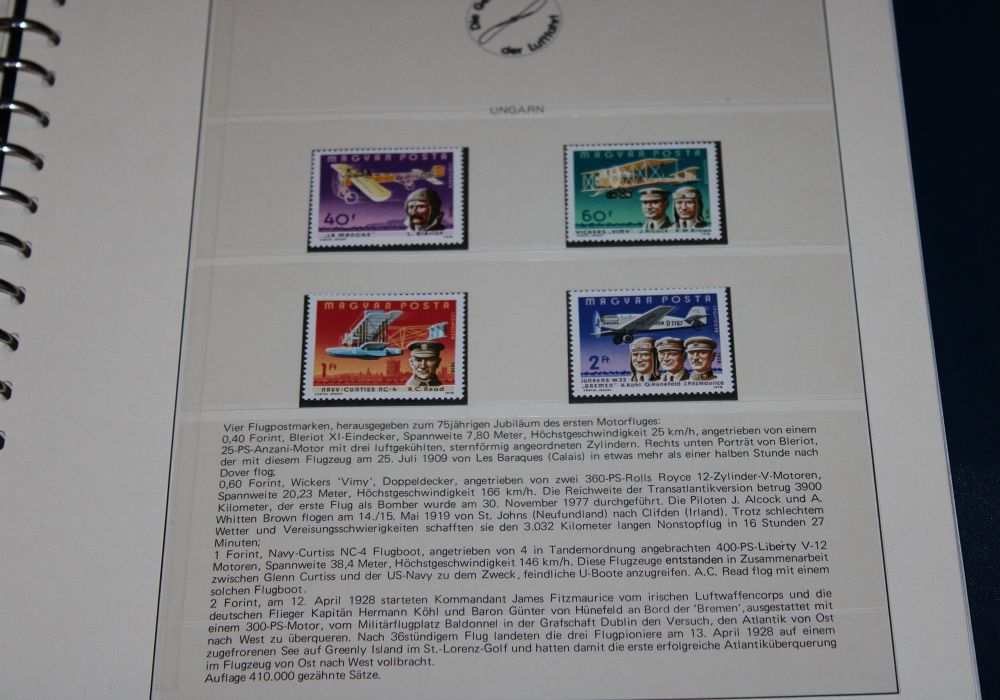 Die Ge
der Luftfahrt
UNGARN
MAGYAR POSTA
40f
"LA MANCHE" L. Blériot
MAGYAR POSTA
60f
VICKERS "VIMY" J. Alcock R.W. Brown
MAGYAR POSTA
1Ft
NAVY-CURTISS NC-4 A.C. Read
MAGYAR POSTA
D 1167
2Ft
JUNKERS W33
"BREMEN" H. Köhl G. Hünefeld J. Fitzmaurice
Vier Flugpostmarken, herausgegeben zum 75jährigen Jubiläum des ersten Motorfluges:
0,40 Forint, Bleriot XI-Eindecker, Spannweite 7,80 Meter, Höchstgeschwindigkeit 25 km/h, angetrieben von einem
25-PS-Anzani-Motor mit drei luftgekühlten, sternförmig angeordneten Zylindern. Rechts unten Porträt von Bleriot,
der mit diesem Flugzeug am 25. Juli 1909 von Les Baraques (Calais) in etwas mehr als einer halben Stunde nach
Dover flog;
0,60 Forint, Wickers 'Vimy', Doppeldecker, angetrieben von zwei 360-PS-Rolls Royce 12-Zylinder-V-Motoren,
Spannweite 20,23 Meter, Höchstgeschwindigkeit 166 km/h. Die Reichweite der Transatlantikversion betrug 3900
Kilometer, der erste Flug als Bomber wurde am 30. November 1977 durchgeführt. Die Piloten J. Alcock und A.
Whitten Brown flogen am 14./15. Mai 1919 von St. Johns (Neufundland) nach Clifden (Irland). Trotz schlechtem
Wetter und Vereisungsschwierigkeiten schafften sie den 3.032 Kilometer langen Nonstopflug in 16 Stunden 27
Minuten;
1 Forint, Navy-Curtiss NC-4 Flugboot, angetrieben von 4 in Tandemordnung angebrachten 400-PS-Liberty V-12
Motoren, Spannweite 38,4 Meter, Höchstgeschwindigkeit 146 km/h. Diese Flugzeuge entstanden in Zusammenarbeit
zwischen Glenn Curtiss und der US-Navy zu dem Zweck, feindliche U-Boote anzugreifen. A.C. Read flog mit einem
solchen Flugboot.
2 Forint, am 12. April 1928 starteten Kommandant James Fitzmaurice vom irischen Luftwaffencorps und die
deutschen Flieger Kapitän Hermann Köhl und Baron Günter von Hünefeld an Bord der 'Bremen', ausgestattet mit
einem 300-PS-Motor, vom Militärflugplatz Baldonnel in der Grafschaft Dublin den Versuch, den Atlantik von Ost
nach West zu überqueren. Nach 36stündigem Flug landeten die drei Flugpioniere am 13. April 1928 auf einem
zugefrorenen See auf Greenly Island im St.-Lorenz-Golf und hatten damit die erste erfolgreiche Atlantiküberquerung
im Flugzeug von Ost nach West vollbracht.
Auflage 410.000 gezähnte Sätze.